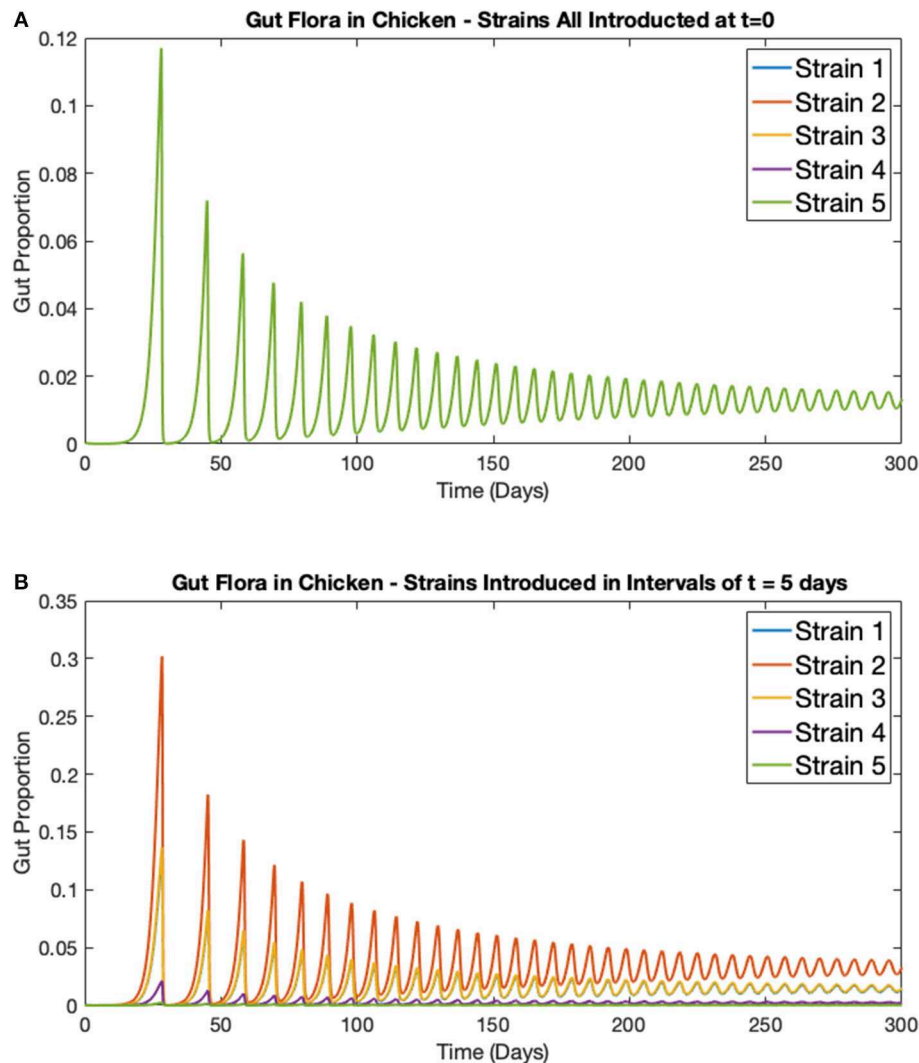 A
Gut Flora in Chicken - Strains All Introducted at t=0
0.12
0.1
0.08
0.06
0.04
0.02
0
Gut Proportion
Strain 1
Strain 2
Strain 3
Strain 4
Strain 5
0 50 100 150 200 250 300
Time (Days)
B
Gut Flora in Chicken - Strains Introduced in Intervals of t = 5 days
0.35
0.3
0.25
0.2
0.15
0.1
0.05
0
Gut Proportion
Strain 1
Strain 2
Strain 3
Strain 4
Strain 5
0 50 100 150 200 250 300
Time (Days)